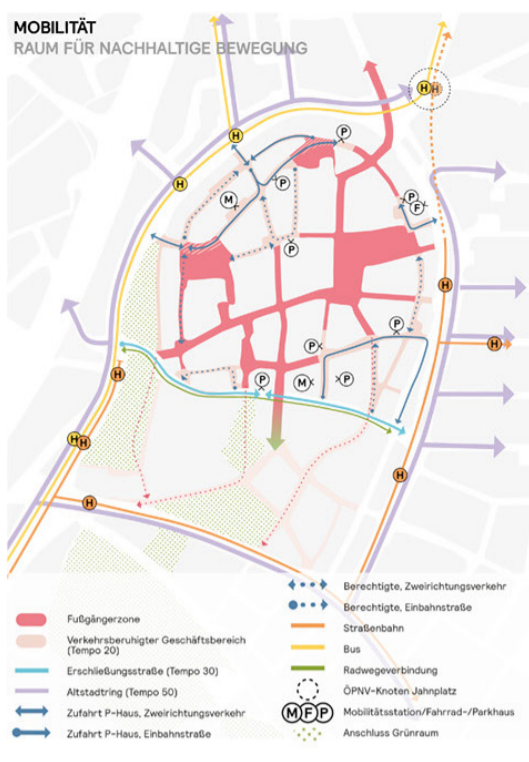 MOBILITÄT
RAUM FÜR NACHHALTIGE BEWEGUNG
H
H
H
H
P
P
M
P
P
F
P
H
P
P
H
M
P
P
H
H
H
H
H
Fußgängerzone
Verkehrsberuhigter Geschäftsbereich
(Tempo 20)
Erschließungsstraße (Tempo 30)
Altstadtring (Tempo 50)
Zufahrt P-Haus, Zweirichtungsverkehr
Zufahrt P-Haus, Einbahnstraße
Berechtigte, Zweirichtungsverkehr
Berechtigte, Einbahnstraße
Straßenbahn
Bus
Radwegeverbindung
ÖPNV-Knoten Jahnplatz
M F P Mobilitätsstation/Fahrrad-/Parkhaus
Anschluss Grünraum